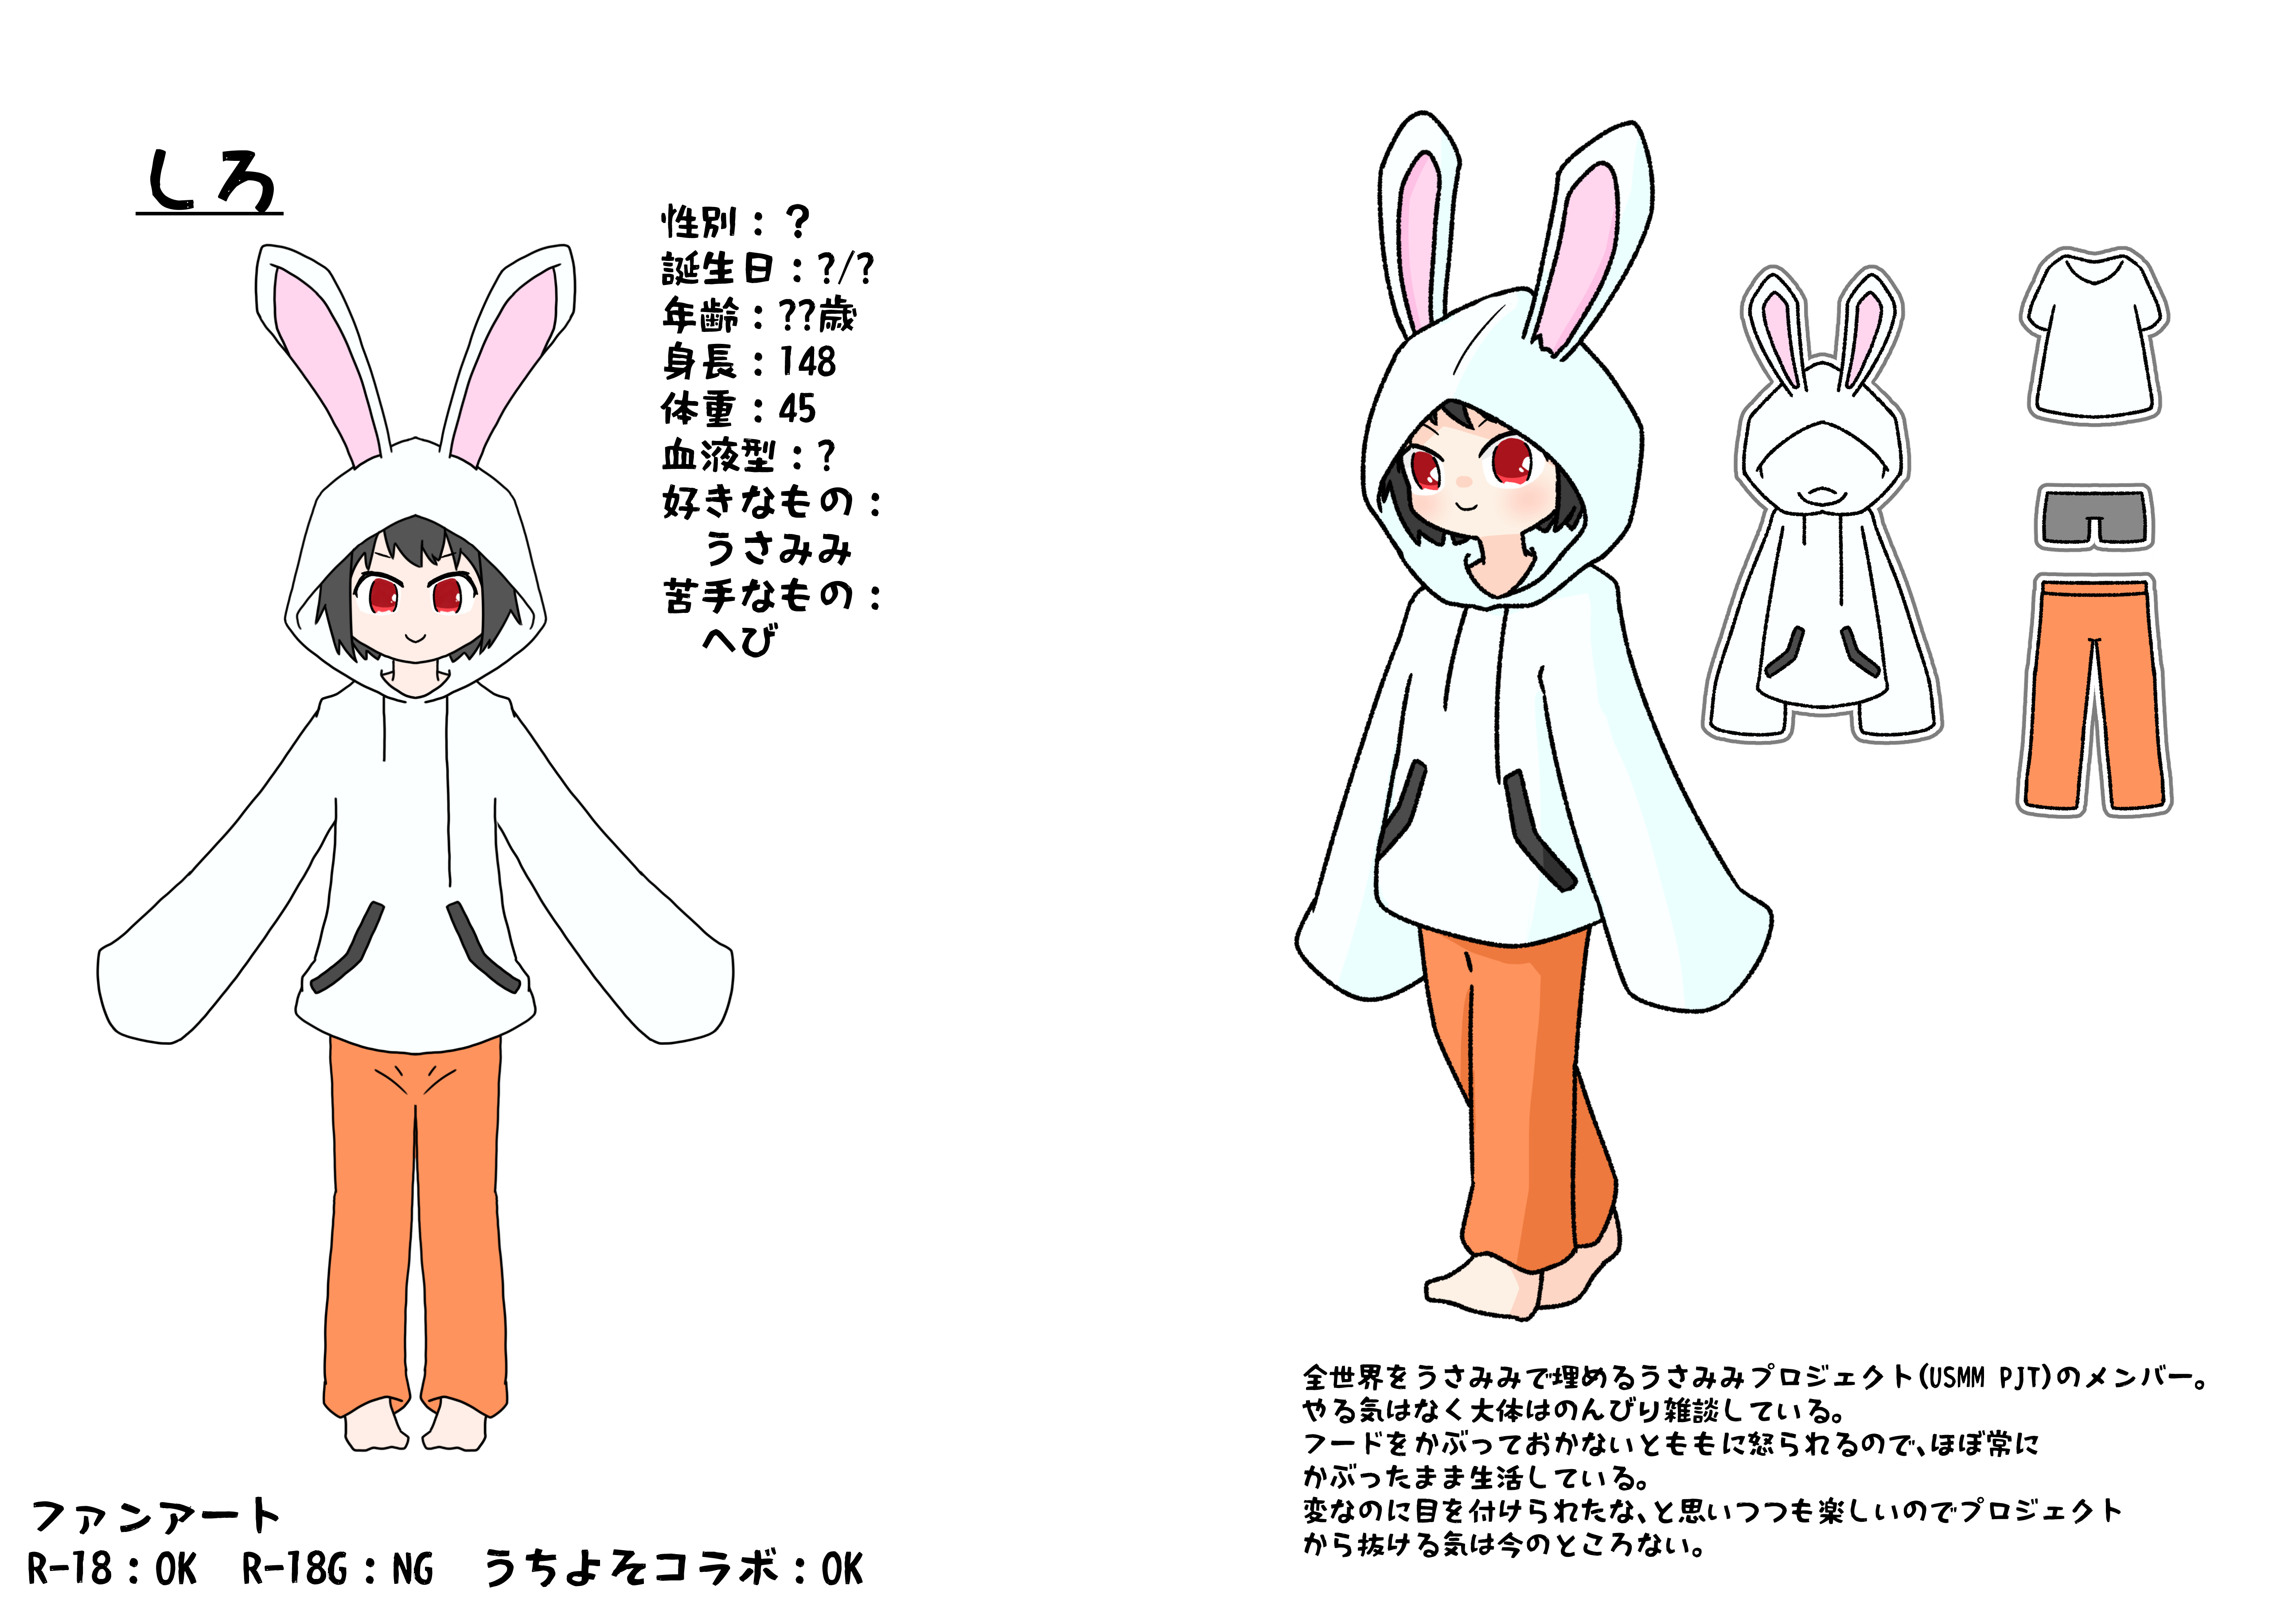 しろ
性別：？
誕生日：?/?
年齢：??歳
身長：148
体重：45
血液型：?
好きなもの：
うさみみ
苦手なもの：
へび
ファンアート
R-18：OK　R-18G：NG　うちよそコラボ：OK
全世界をうさみみで埋めるうさみみプロジェクト(USMM PJT)のメンバー。
やる気はなく大体はのんびり雑談している。
フードをかぶっておかないとももに怒られるので、ほぼ常に
かぶったまま生活している。
変なのに目を付けられたな、と思いつつも楽しいのでプロジェクト
から抜ける気は今のところない。